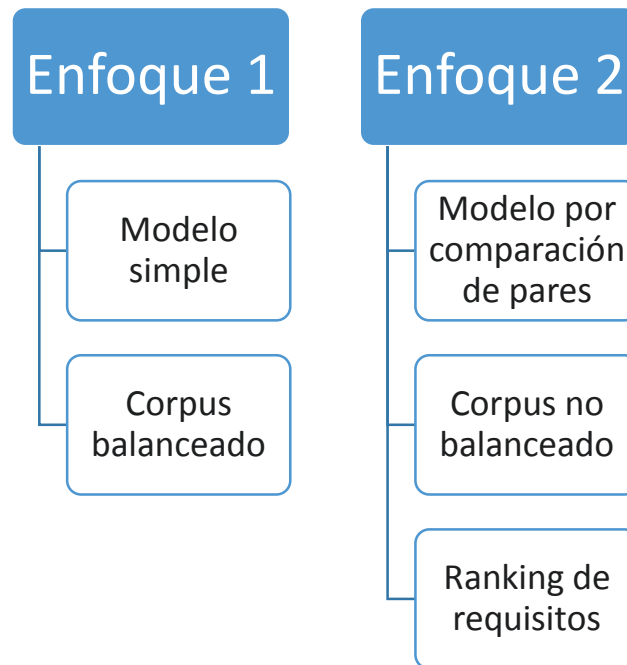 Enfoque 1
Modelo
simple
Corpus
balanceado
Enfoque 2
Modelo por
comparación
de pares
Corpus no
balanceado
Ranking de
requisitos